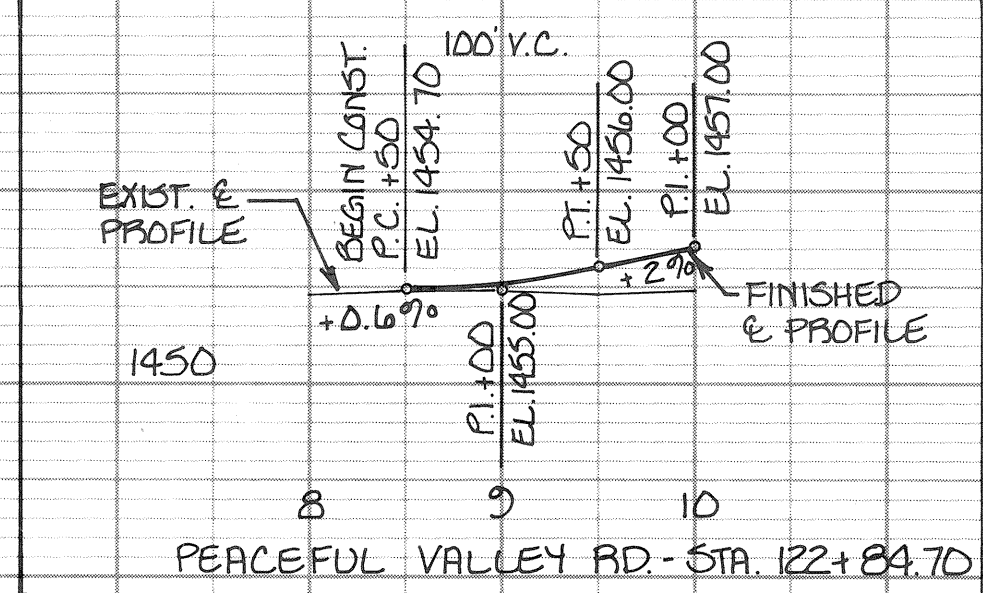 100' V.C.
BEGIN CONST.
P.C. +50
EL. 1454.70
P.T. +50
EL. 1456.00
P.I. +00
EL. 1457.00
EXIST. ℄
PROFILE
+0.6%
+2%
FINISHED
℄ PROFILE
P.I. +00
EL. 1455.00
1450
8 9 10
PEACEFUL VALLEY RD. - STA. 122+84.70